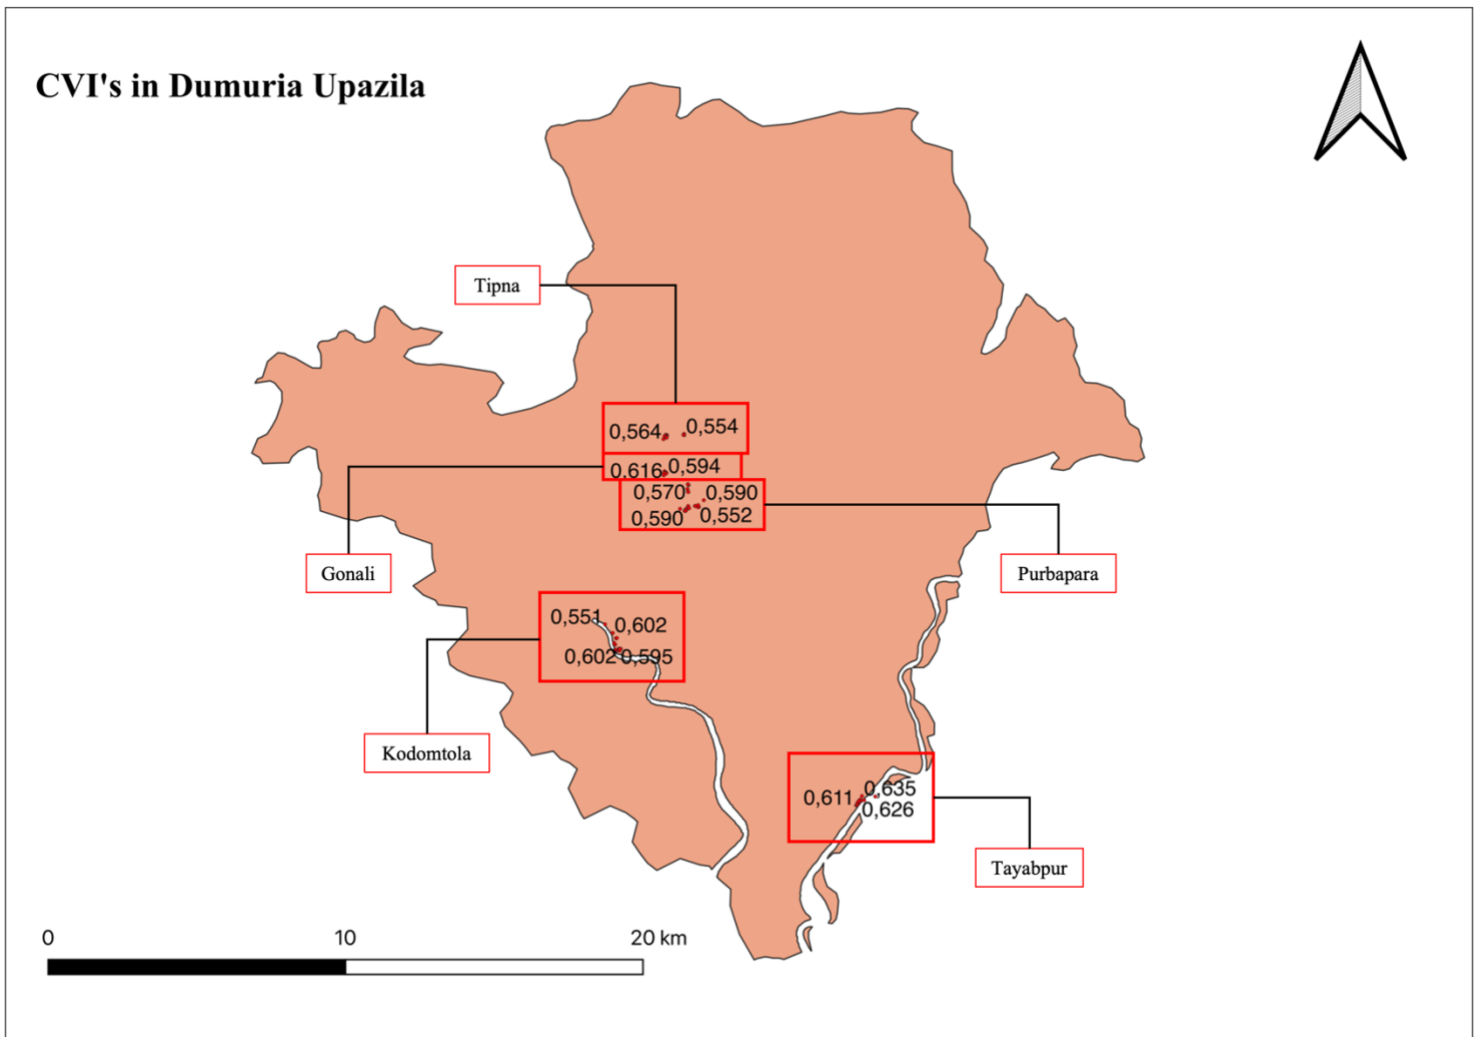 CVI's in Dumuria Upazila
Tipna
0,564 0,554
0,616 0,594
0,570 0,590
0,590 0,552
Gonali
Purbapara
0,551 0,602
0,602 0,595
Kodomtola
0,635
0,611
0,626
Tayabpur
0 10 20 km